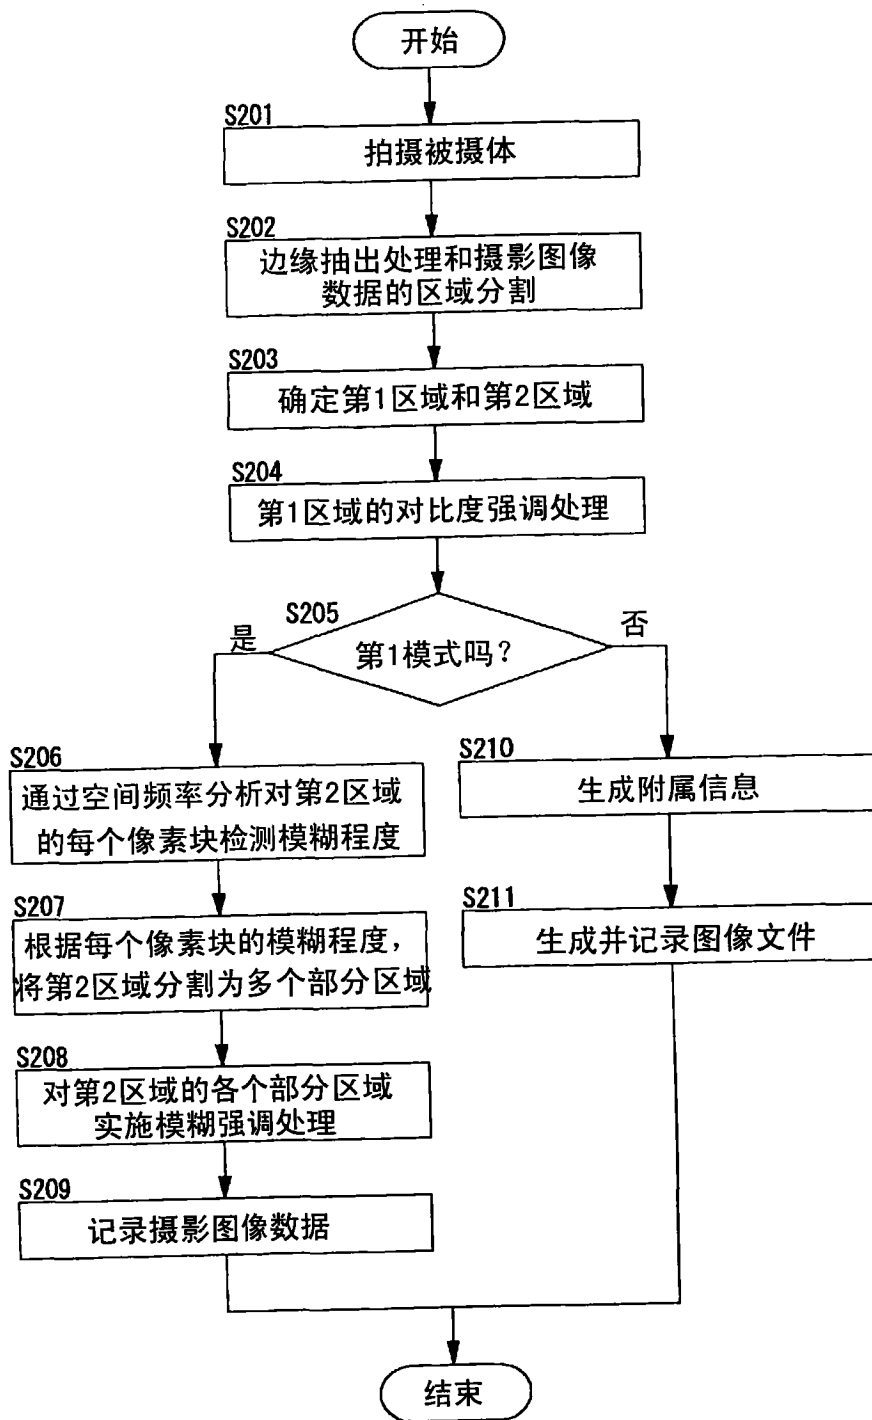 开始
S201
拍摄被摄体
S202
边缘抽出处理和摄影图像
数据的区域分割
S203
确定第1区域和第2区域
S204
第1区域的对比度强调处理
S205
第1模式吗?
是
否
S206
通过空间频率分析对第2区域
的每个像素块检测模糊程度
S207
根据每个像素块的模糊程度,
将第2区域分割为多个部分区域
S208
对第2区域的各个部分区域
实施模糊强调处理
S209
记录摄影图像数据
S210
生成附属信息
S211
生成并记录图像文件
结束